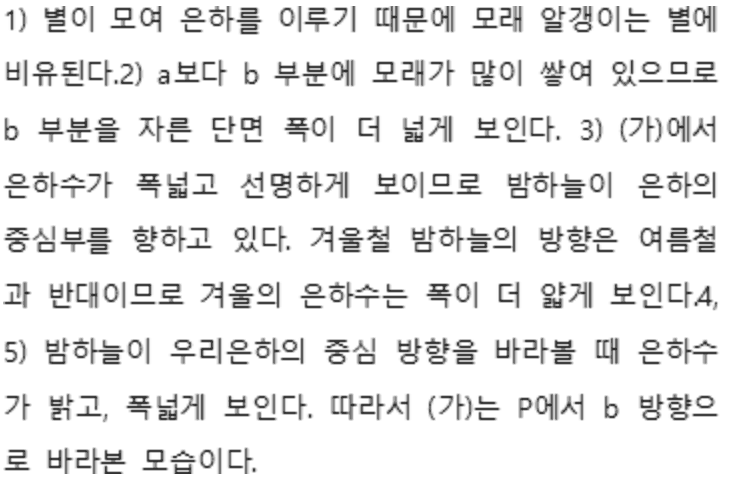 1) 별이 모여 은하를 이루기 때문에 모래 알갱이는 별에
비유된다.2) a보다 b 부분에 모래가 많이 쌓여 있으므로
b 부분을 자른 단면 폭이 더 넓게 보인다. 3) (가)에서
은하수가 폭넓고 선명하게 보이므로 밤하늘이 은하의
중심부를 향하고 있다. 겨울철 밤하늘의 방향은 여름철
과 반대이므로 겨울의 은하수는 폭이 더 얇게 보인다.4,
5) 밤하늘이 우리은하의 중심 방향을 바라볼 때 은하수
가 밝고, 폭넓게 보인다. 따라서 (가)는 P에서 b 방향으
로 바라본 모습이다.